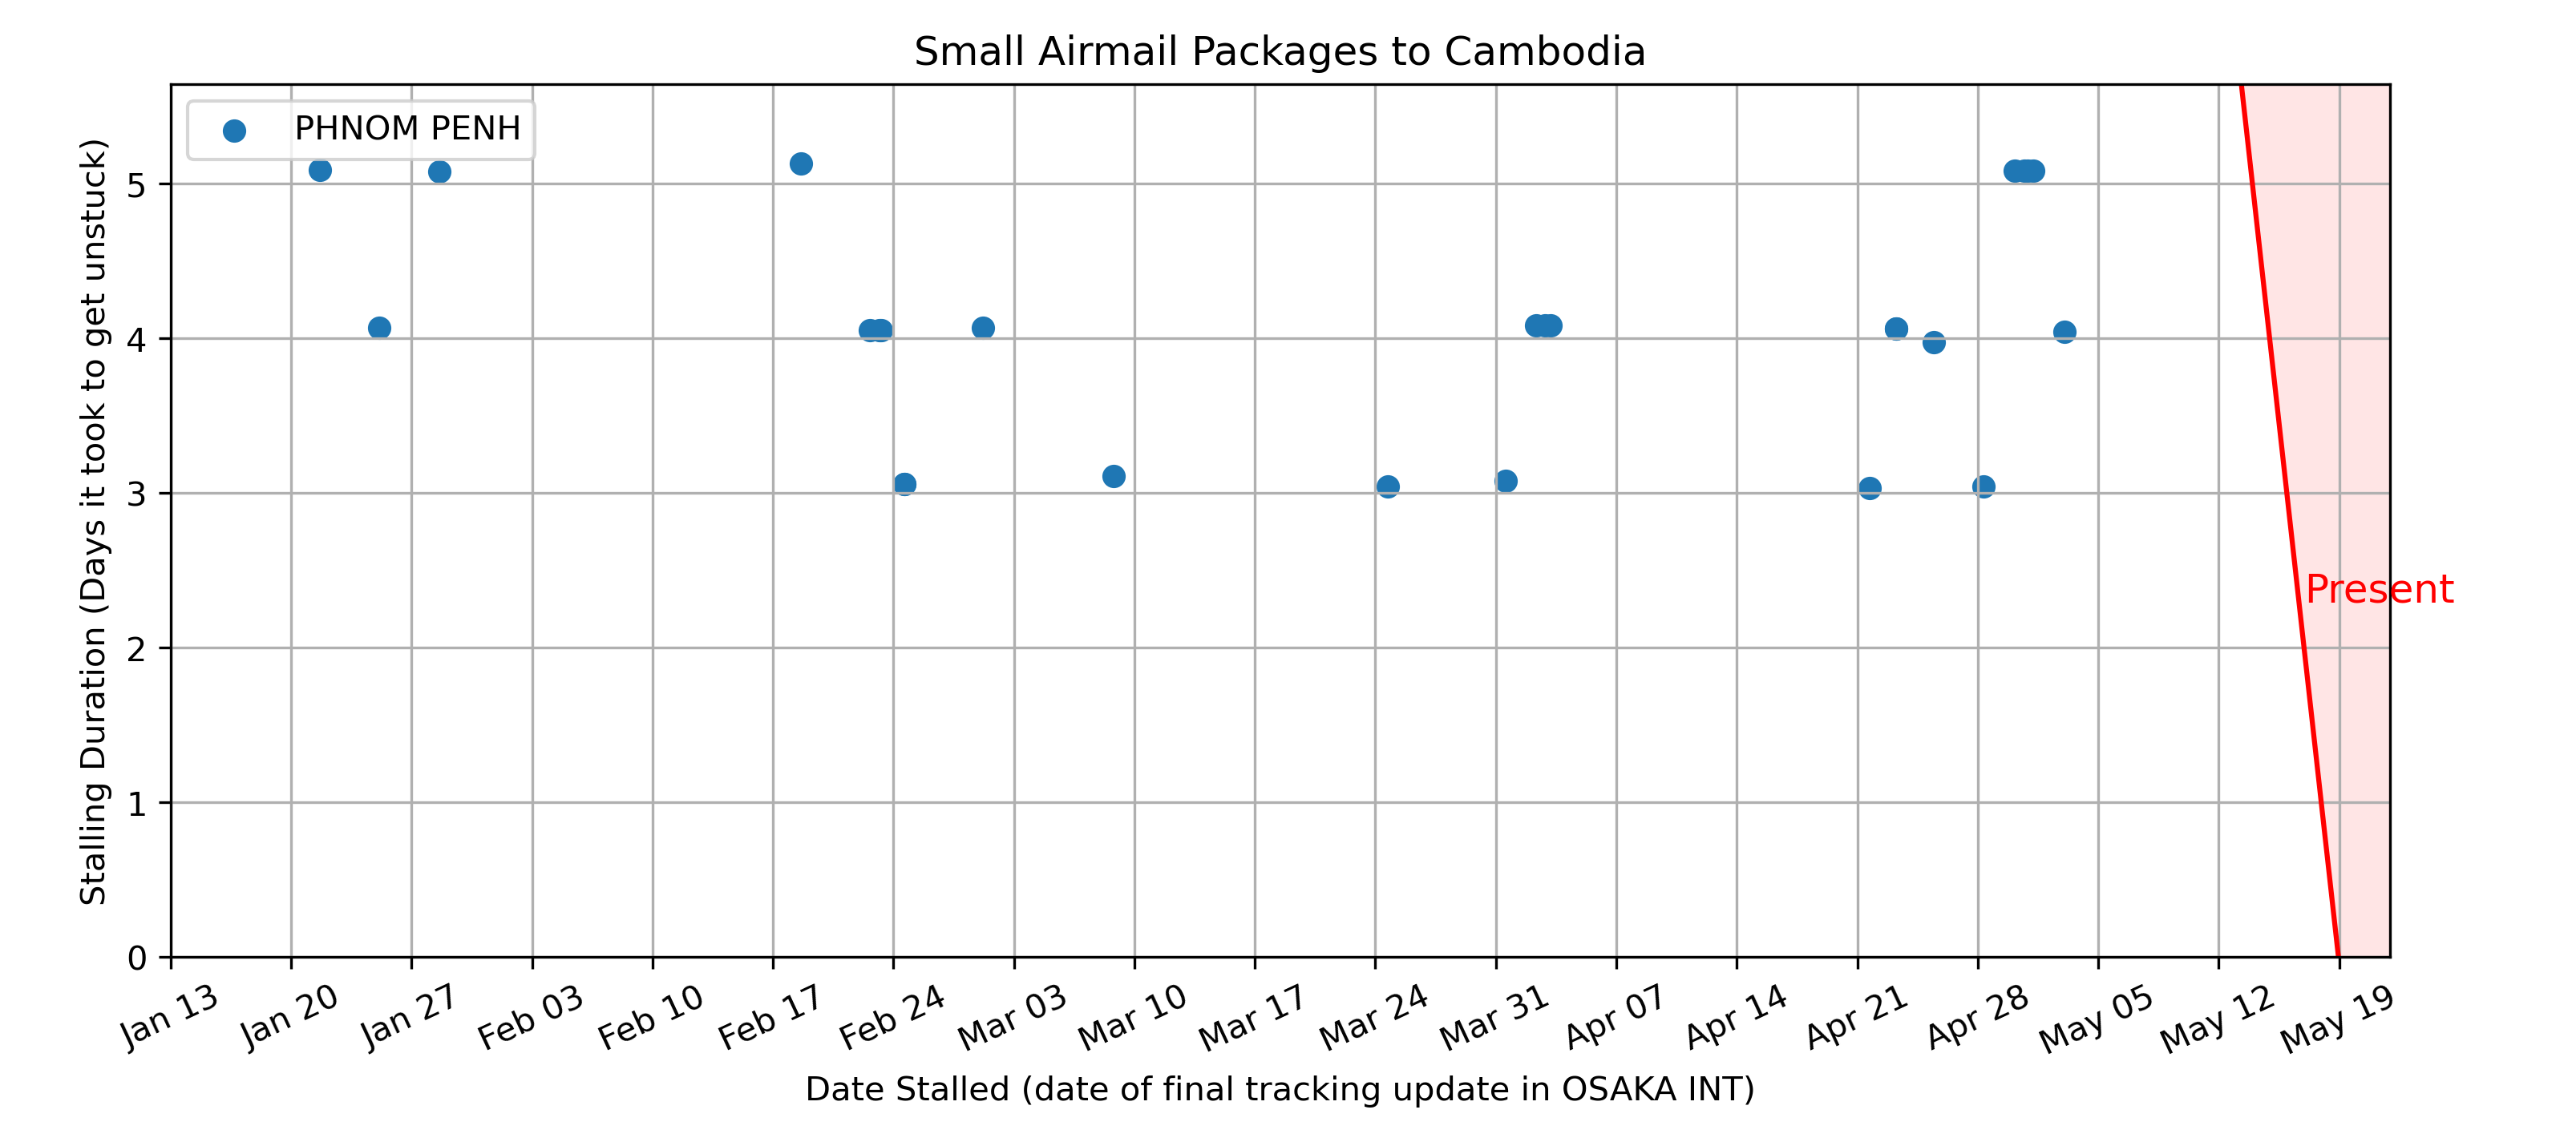 Small Airmail Packages to Cambodia
PHNOM PENH
Stalling Duration (Days it took to get unstuck)
5
4
3
2
1
0
Present
Jan 13
Jan 20
Jan 27
Feb 03
Feb 10
Feb 17
Feb 24
Mar 03
Mar 10
Mar 17
Mar 24
Mar 31
Apr 07
Apr 14
Apr 21
Apr 28
May 05
May 12
May 19
Date Stalled (date of final tracking update in OSAKA INT)